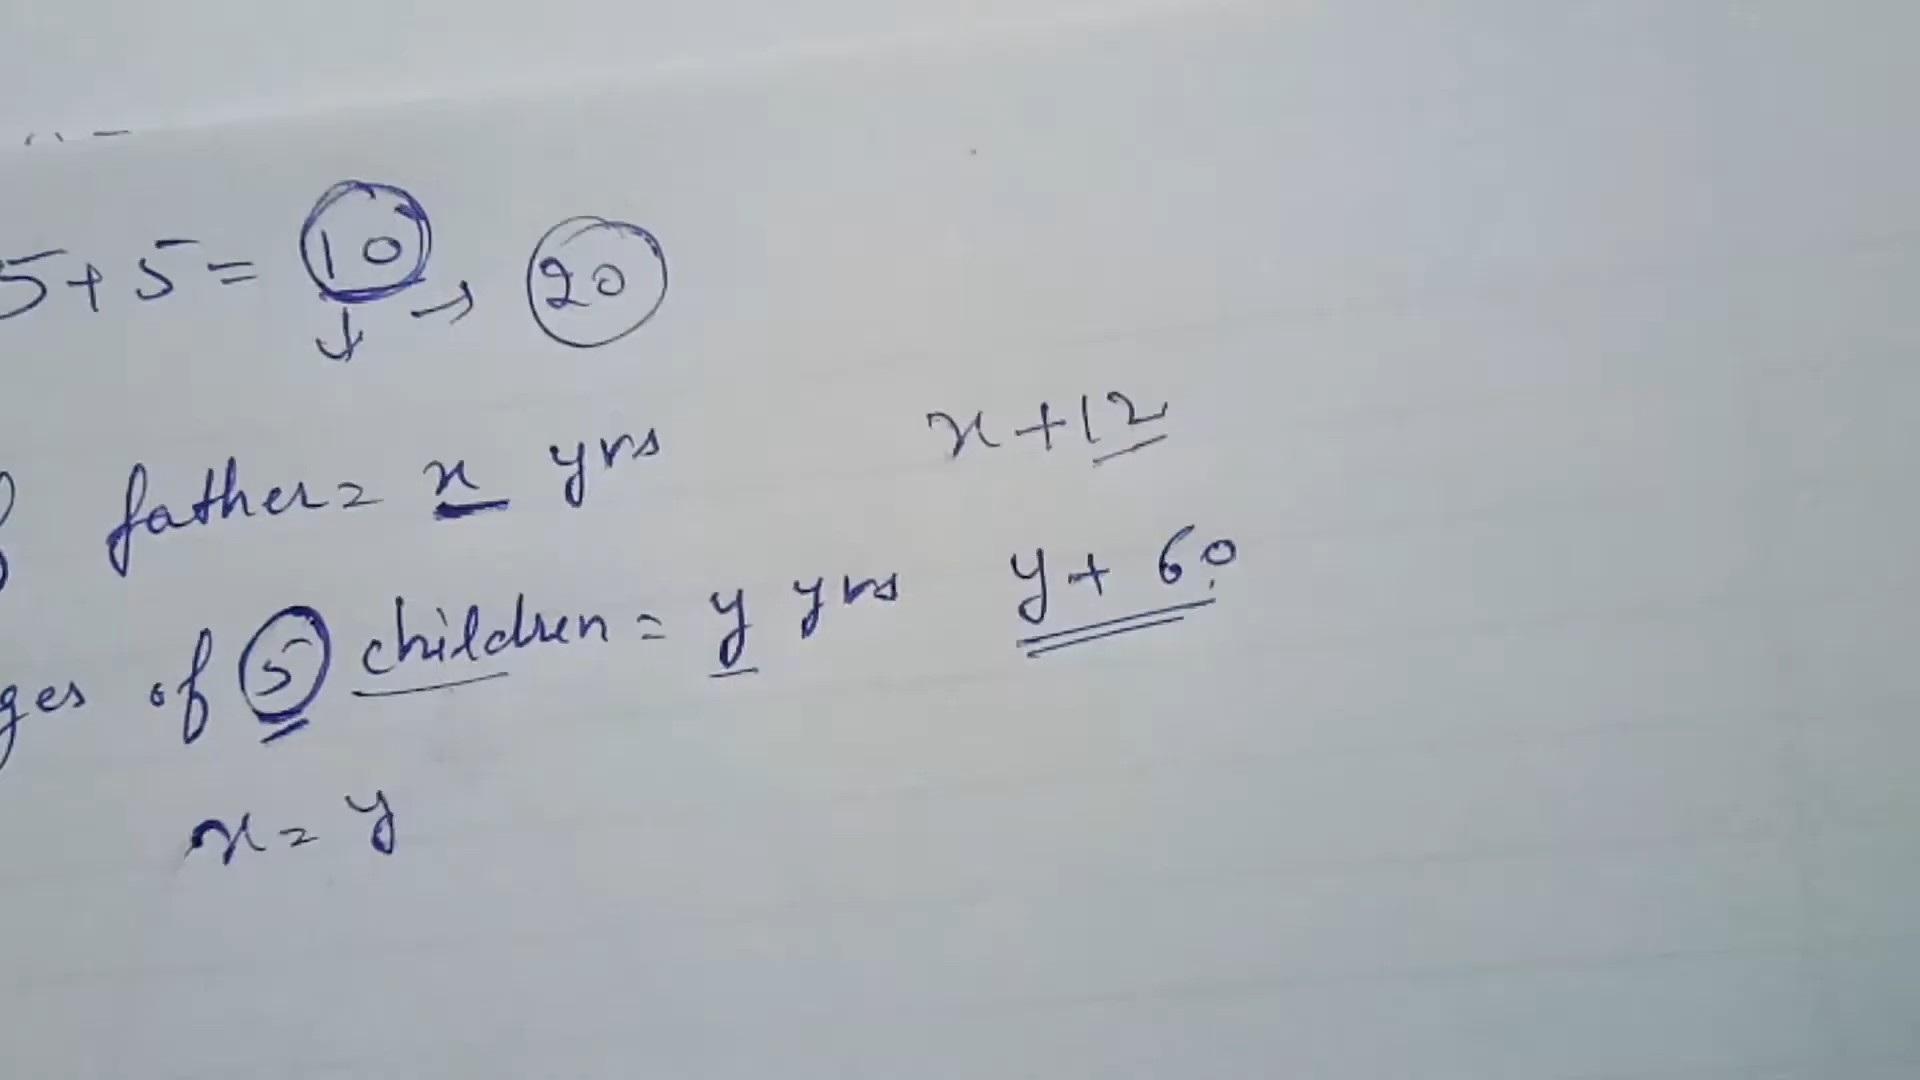 5+5= 10 → 20
↓
father = x yrs x+12
ges of 5 children = y yrs y+ 60
x = y